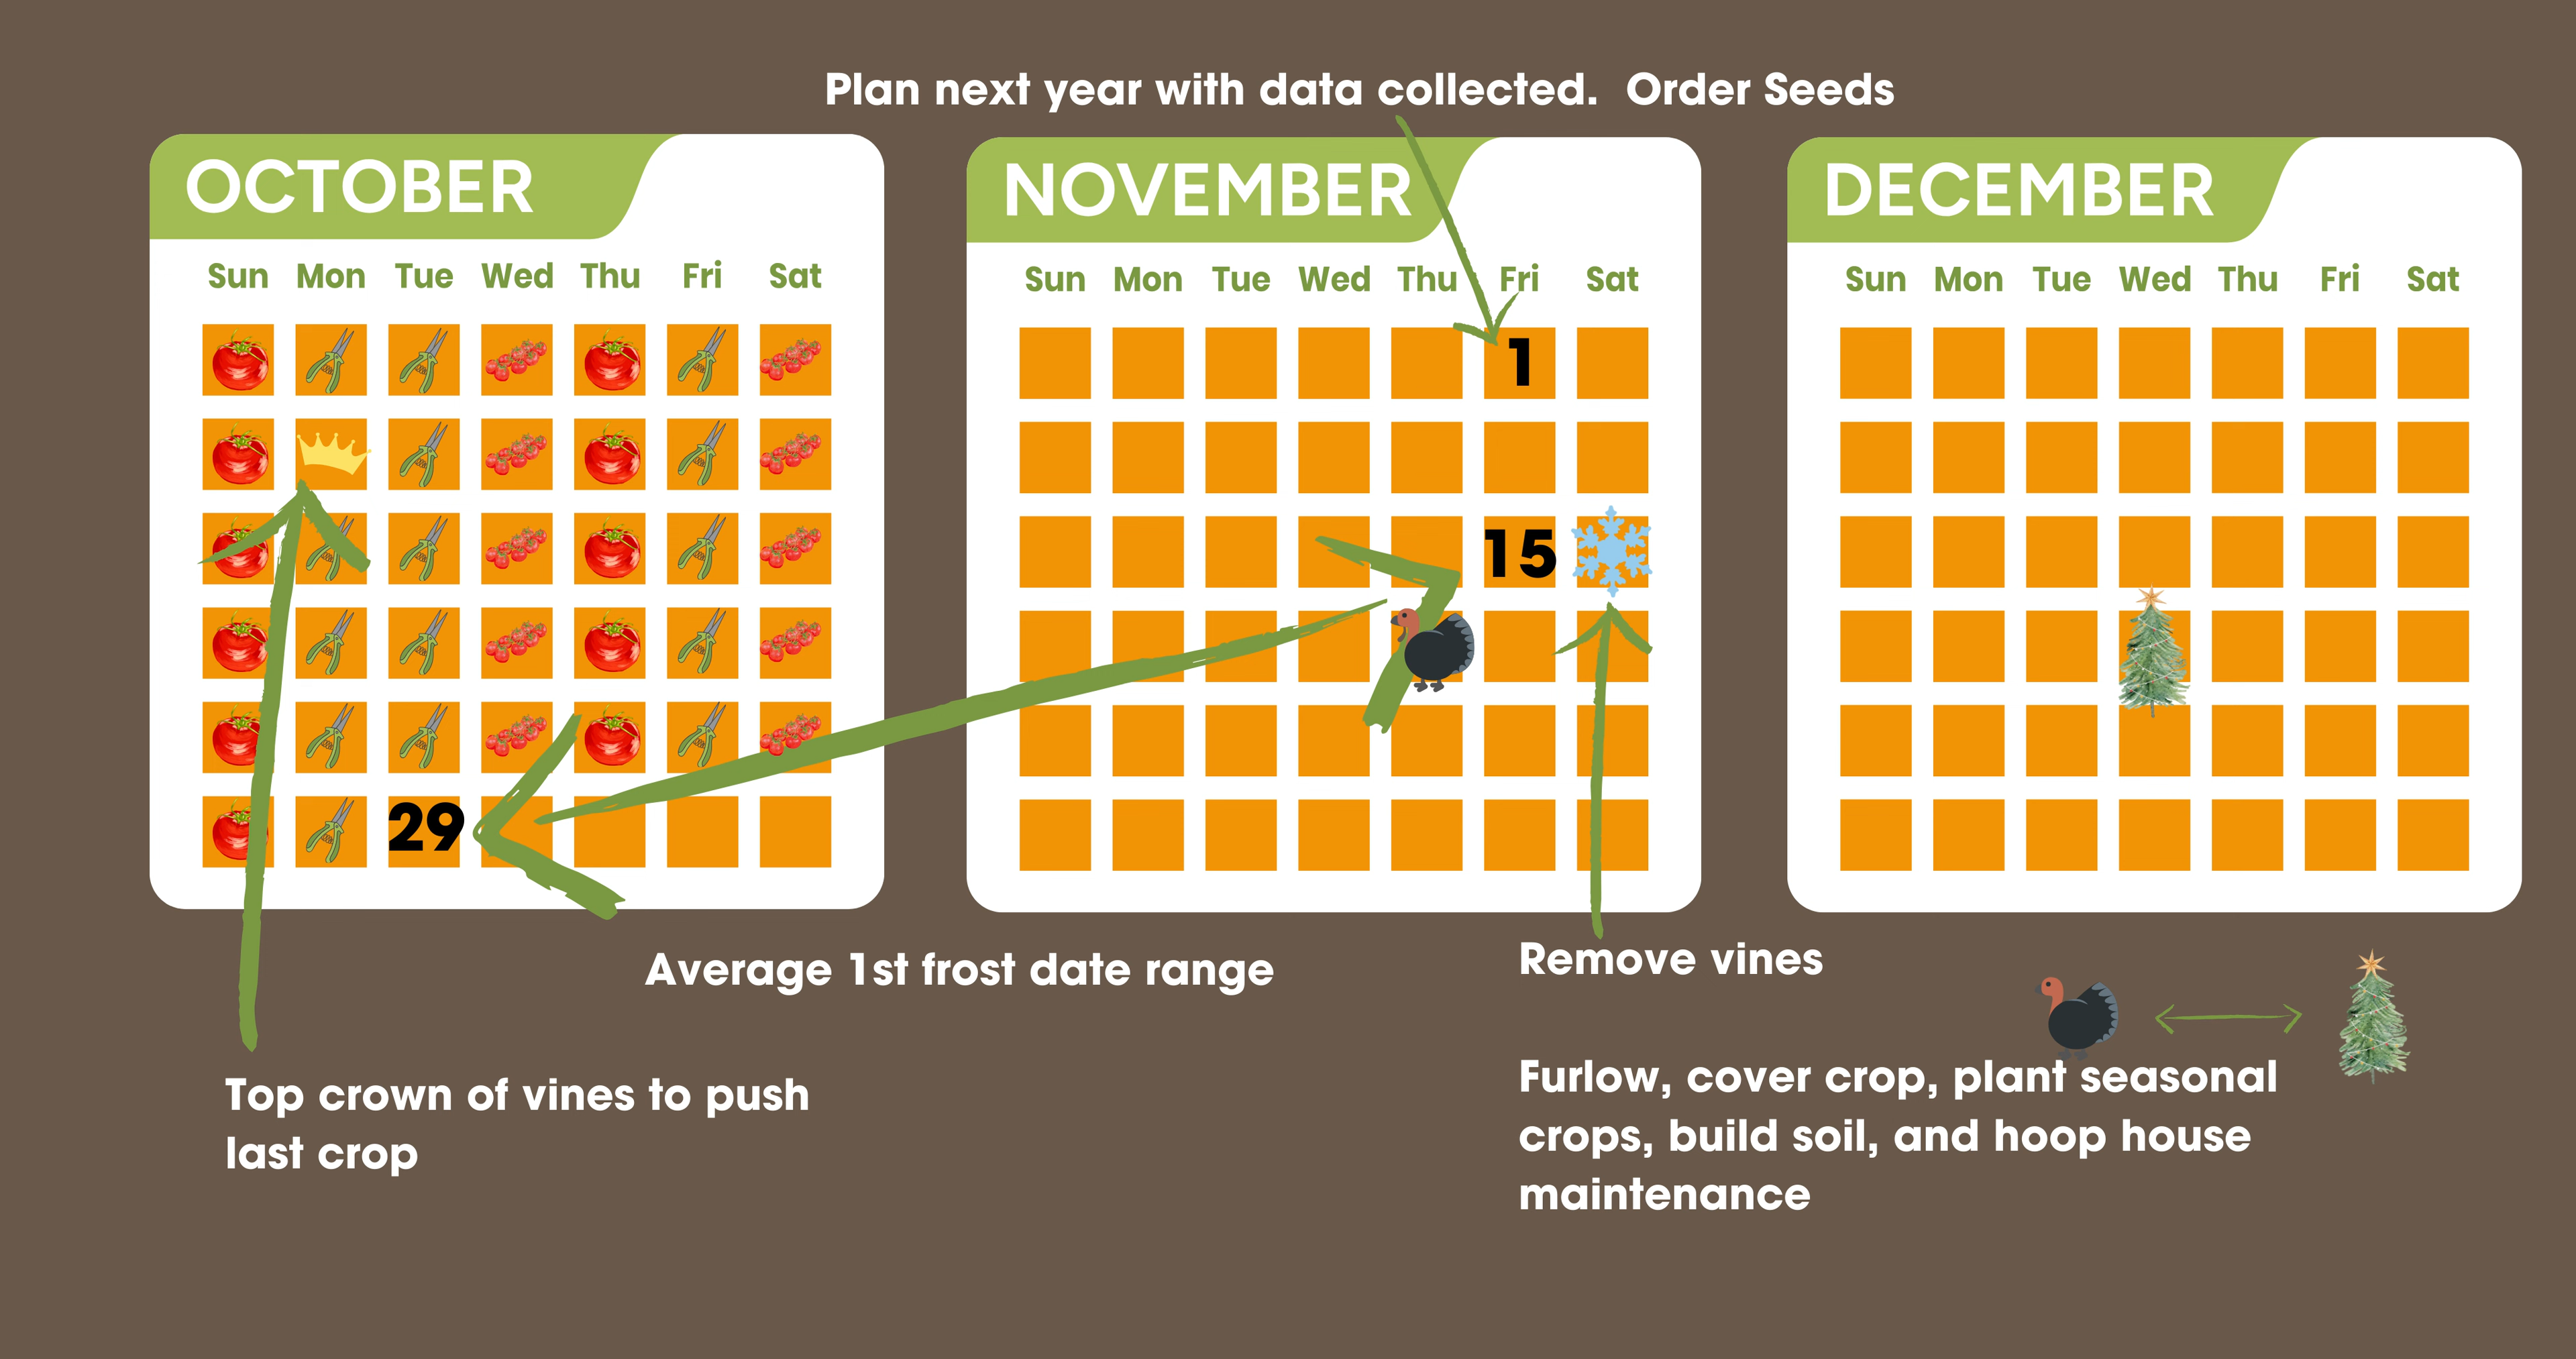 Plan next year with data collected.  Order Seeds
OCTOBER
Sun Mon Tue Wed Thu Fri Sat
29
NOVEMBER
Sun Mon Tue Wed Thu Fri Sat
1
15
DECEMBER
Sun Mon Tue Wed Thu Fri Sat
Average 1st frost date range
Top crown of vines to push
last crop
Remove vines
Furlow, cover crop, plant seasonal
crops, build soil, and hoop house
maintenance